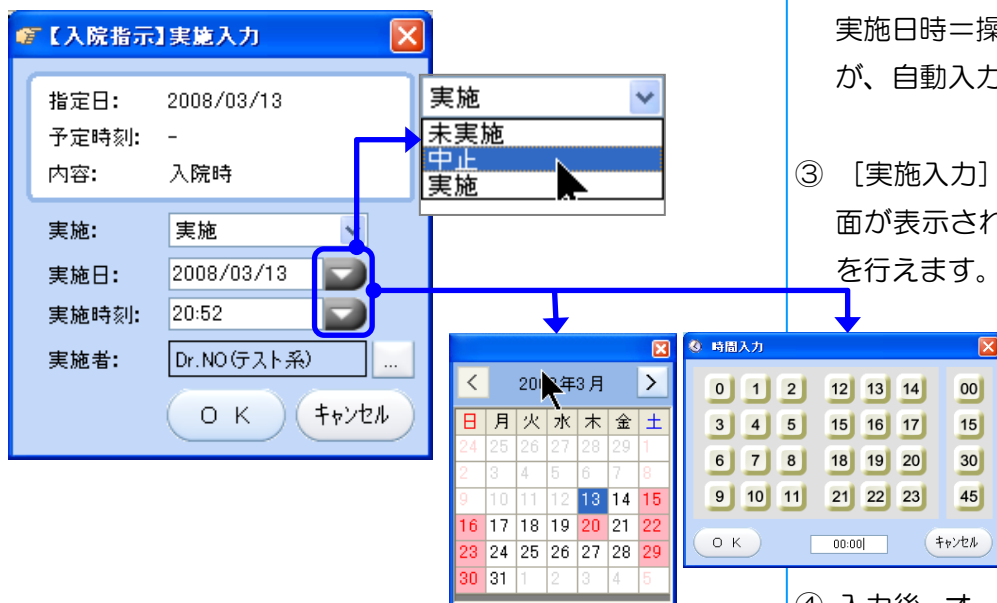 【入院指示】実施入力
指定日: 2008/03/13
予定時刻: -
内容: 入院時
実施: 実施
実施日: 2008/03/13
実施時刻: 20:52
実施者: Dr.NO(テスト系) ...
ＯＫ キャンセル
実施
未実施
中止
実施
実施日時＝操
が、自動入力
③ ［実施入力］
面が表示され
を行えます。
< 年3月 >
日 月 火 水 木 金 土
24 25 26 27 28 29 1
2 3 4 5 6 7 8
9 10 11 12 13 14 15
16 17 18 19 20 21 22
23 24 25 26 27 28 29
30 31 1 2 3 4 5
時間入力
0 1 2 12 13 14 00
3 4 5 15 16 17 15
6 7 8 18 19 20 30
9 10 11 21 22 23 45
ＯＫ 00:00 キャンセル